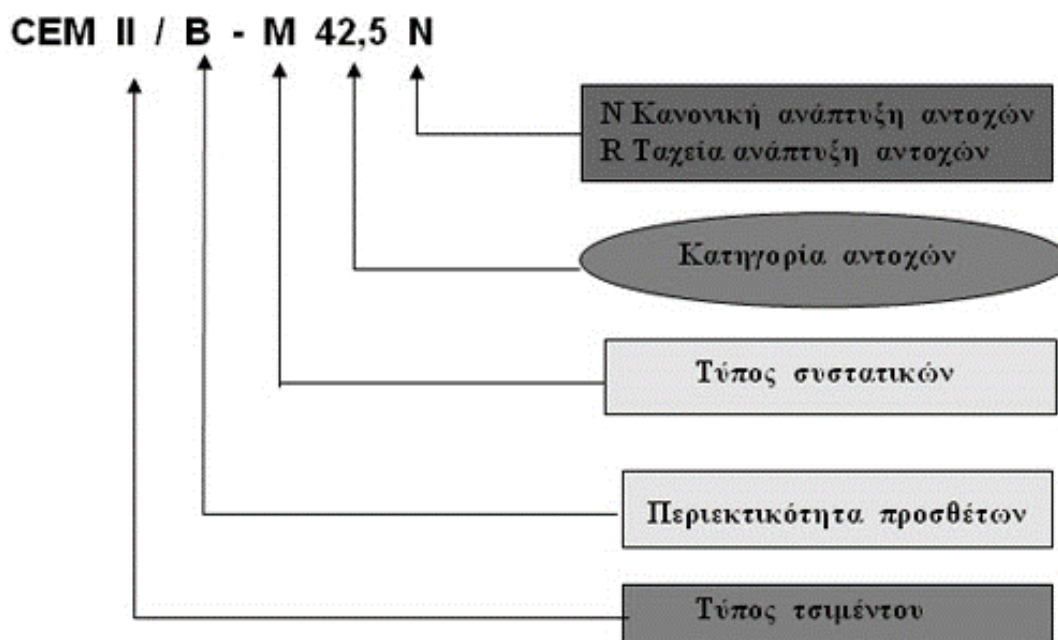 CEM II / B - M 42,5 N
N Κανονική ανάπτυξη αντοχών
R Ταχεία ανάπτυξη αντοχών
Κατηγορία αντοχών
Τύπος συστατικών
Περιεκτικότητα προσθέτων
Τύπος τσιμέντου